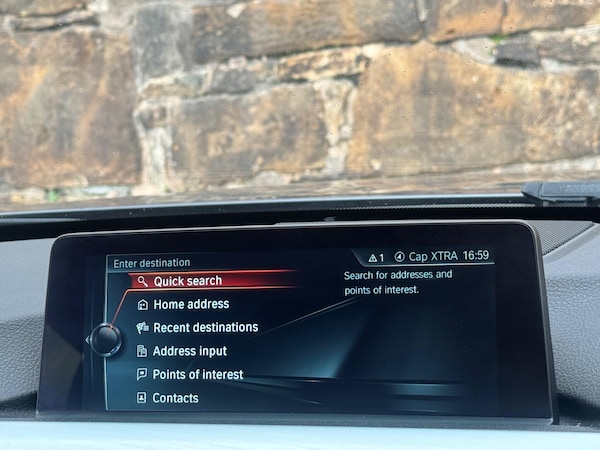 Enter destination
1 4 Cap XTRA 16:59
Quick search
Home address
Recent destinations
Address input
Points of interest
Contacts
Search for addresses and
points of interest.